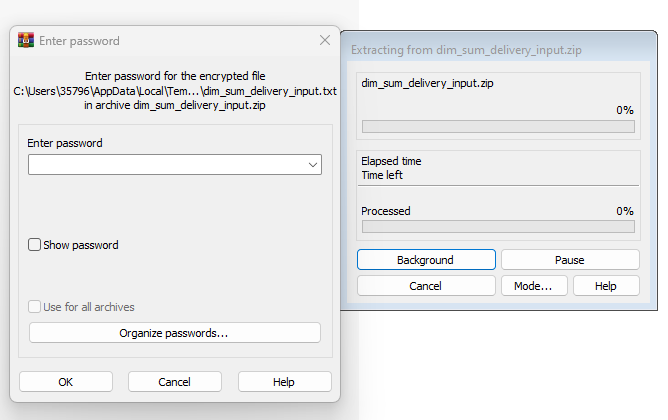 Enter password
Enter password for the encrypted file
C:\Users\35796\AppData\Local\Tem...\dim_sum_delivery_input.txt
in archive dim_sum_delivery_input.zip
Enter password
Show password
Use for all archives
Organize passwords...
OK
Cancel
Help
Extracting from dim_sum_delivery_input.zip
dim_sum_delivery_input.zip
0%
Elapsed time
Time left
Processed 0%
Background
Pause
Cancel
Mode...
Help